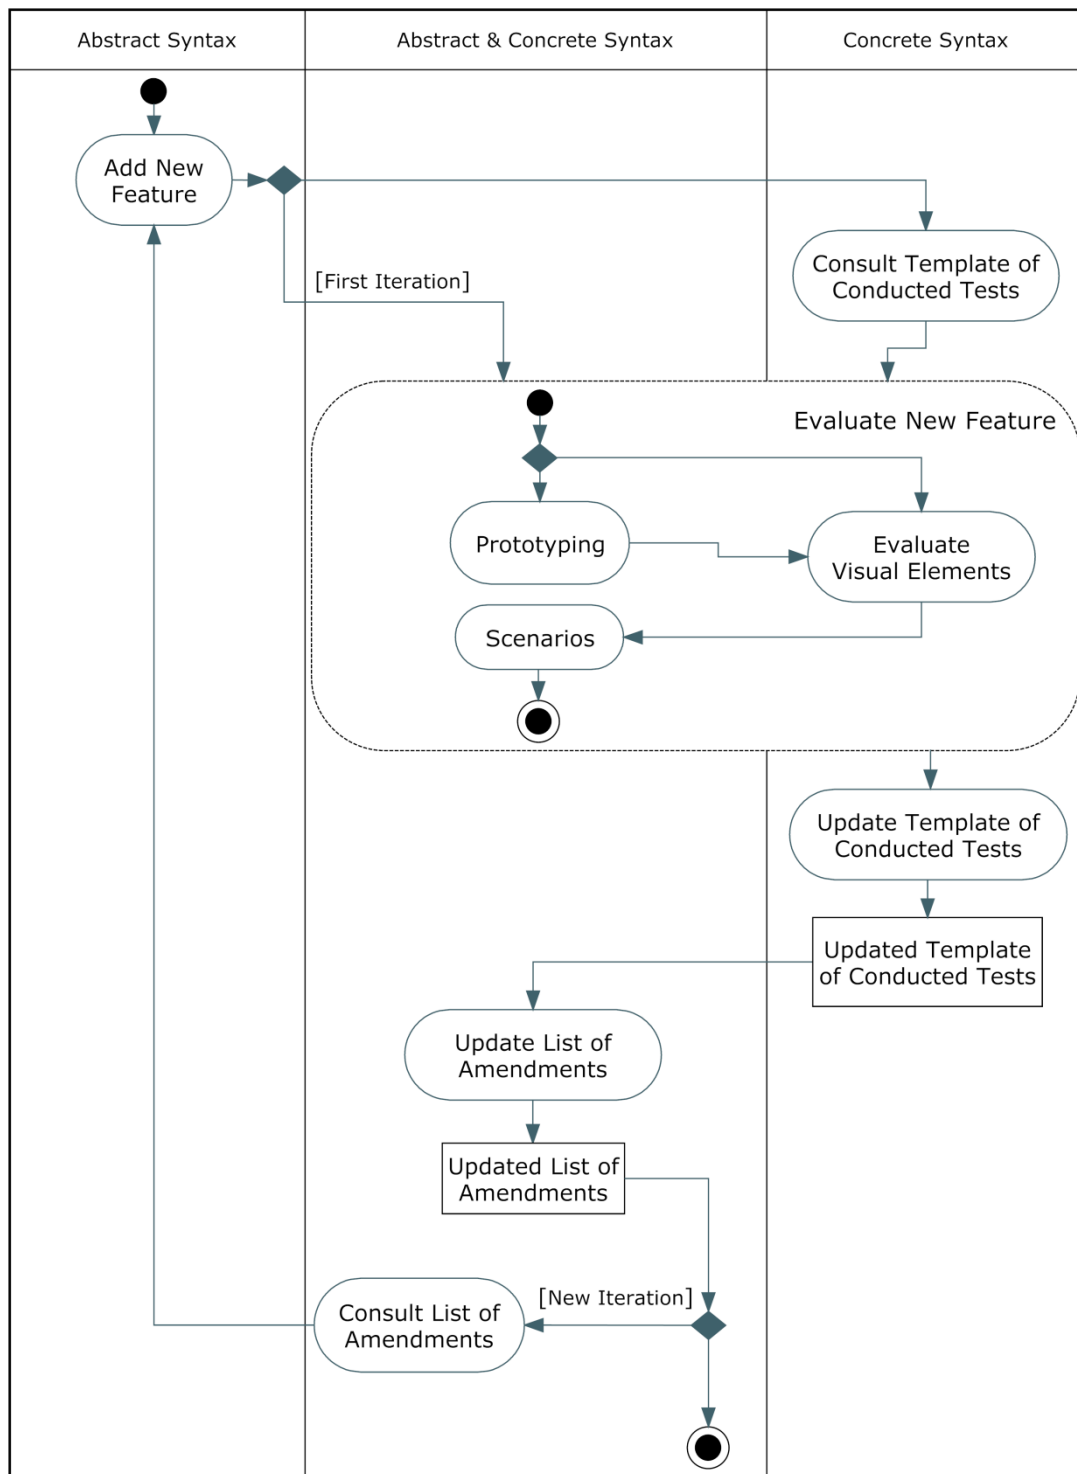 Abstract Syntax
Abstract & Concrete Syntax
Concrete Syntax
Add New
Feature
Consult Template of
Conducted Tests
[First Iteration]
Evaluate New Feature
Prototyping
Evaluate
Visual Elements
Scenarios
Update Template of
Conducted Tests
Updated Template
of Conducted Tests
Update List of
Amendments
Updated List of
Amendments
[New Iteration]
Consult List of
Amendments